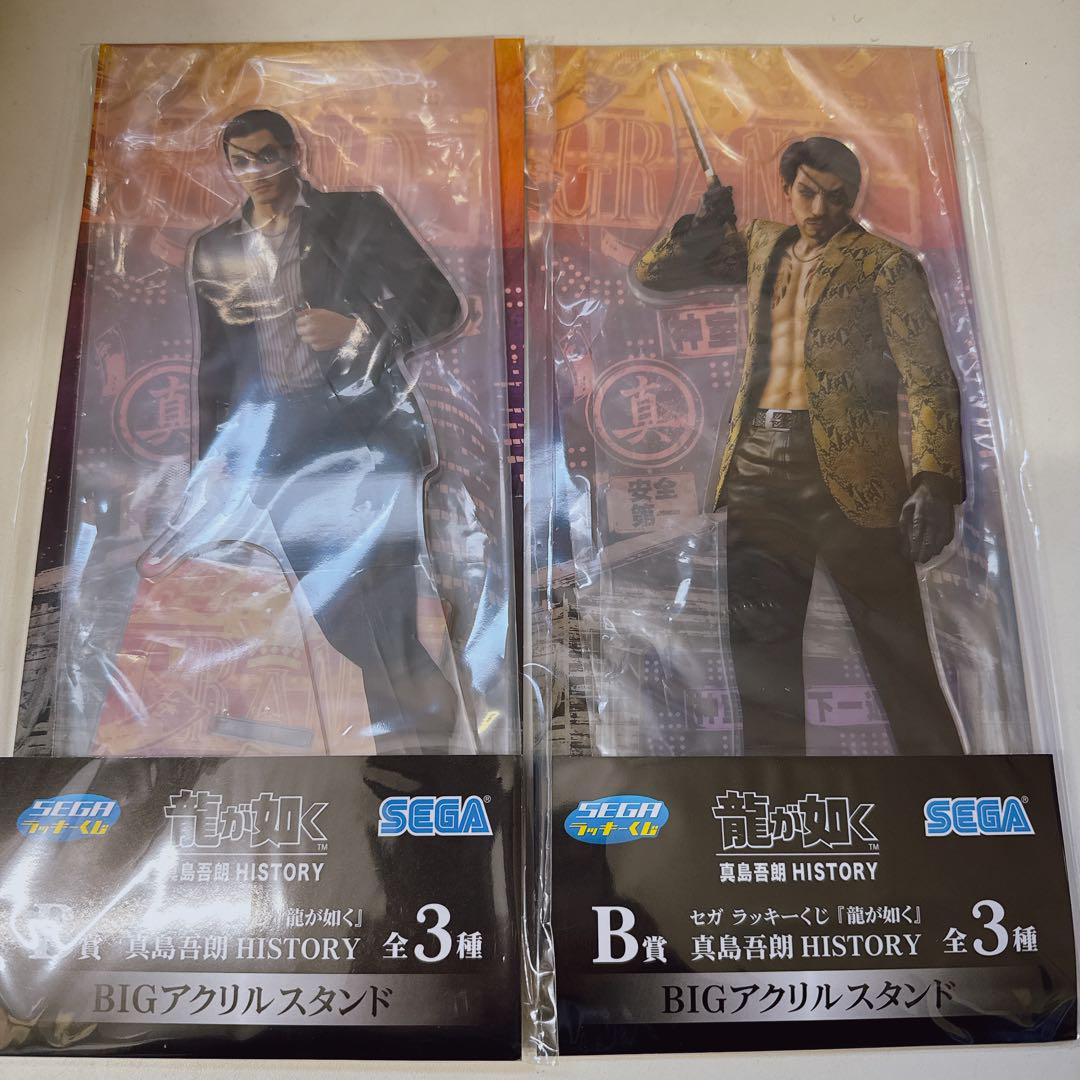 GRAND
真
SEGA
ラッキーくじ
龍が如く
TM
真島吾朗 HISTORY
SEGA®
『龍が如く』
B賞 真島吾朗 HISTORY 全3種
BIGアクリルスタンド
GRAN
真
安全
第一
SEGA
ラッキーくじ
龍が如く
TM
真島吾朗 HISTORY
SEGA®
セガ ラッキーくじ『龍が如く』
B賞 真島吾朗 HISTORY 全3種
BIGアクリルスタンド